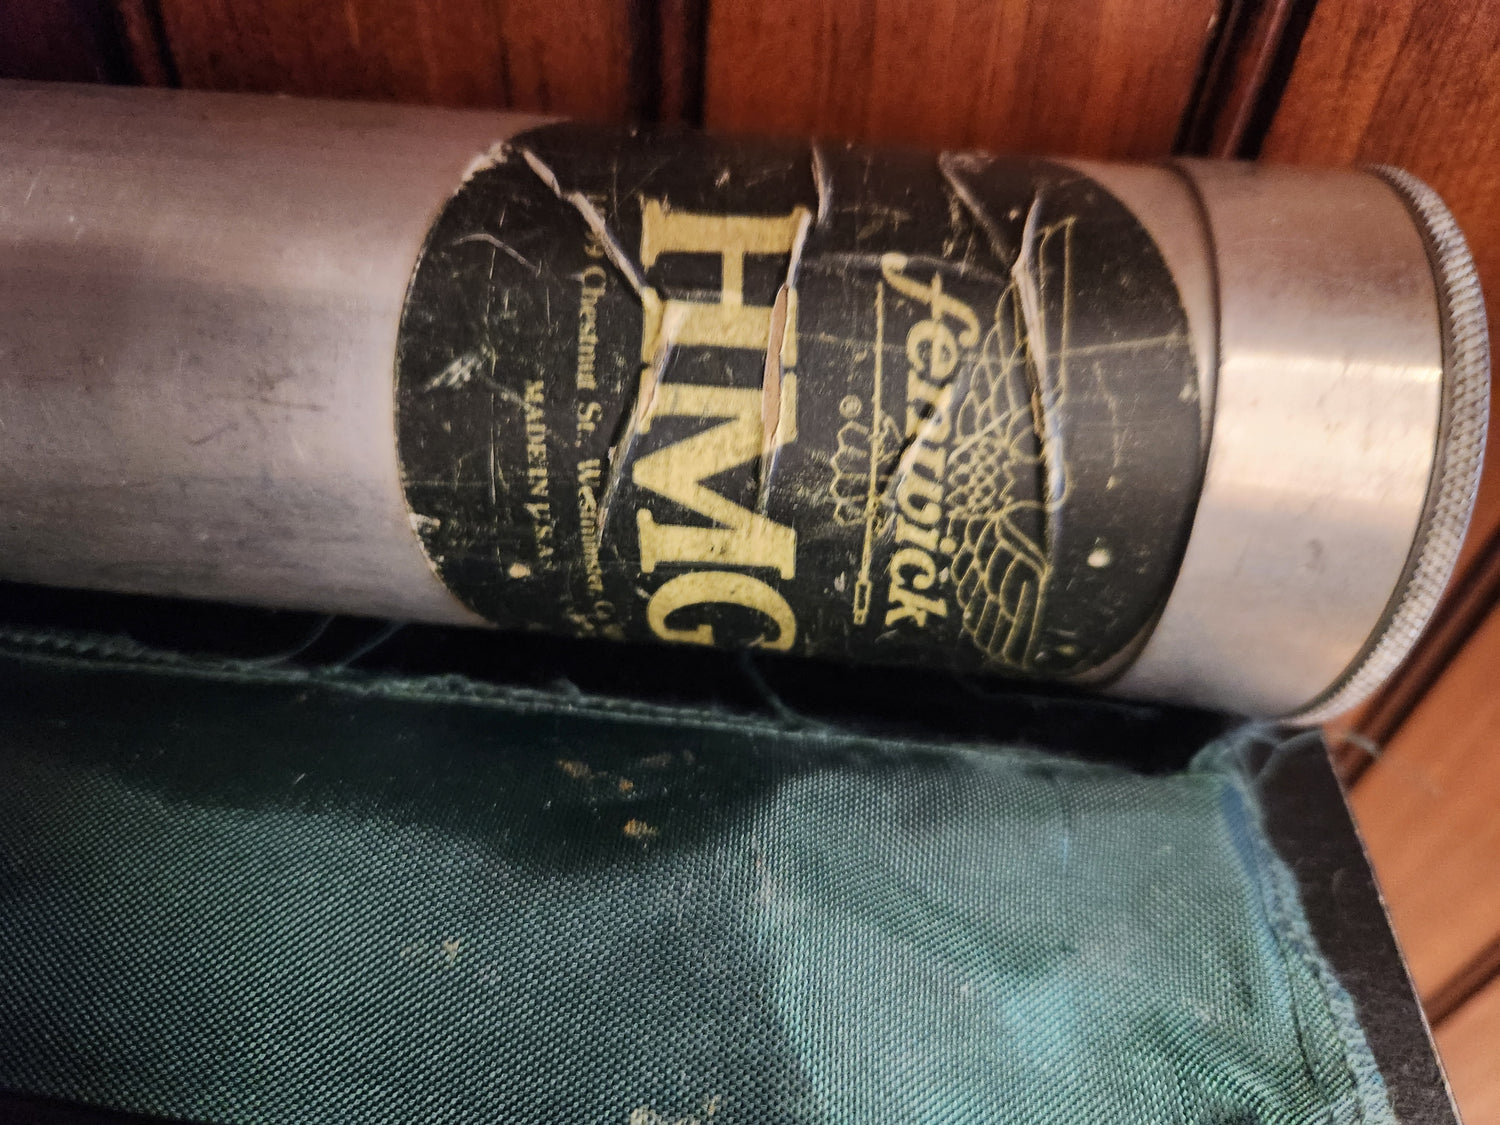 fenwick
HMG
Chestnut St., Westminster, C
MADE IN U.S.A.